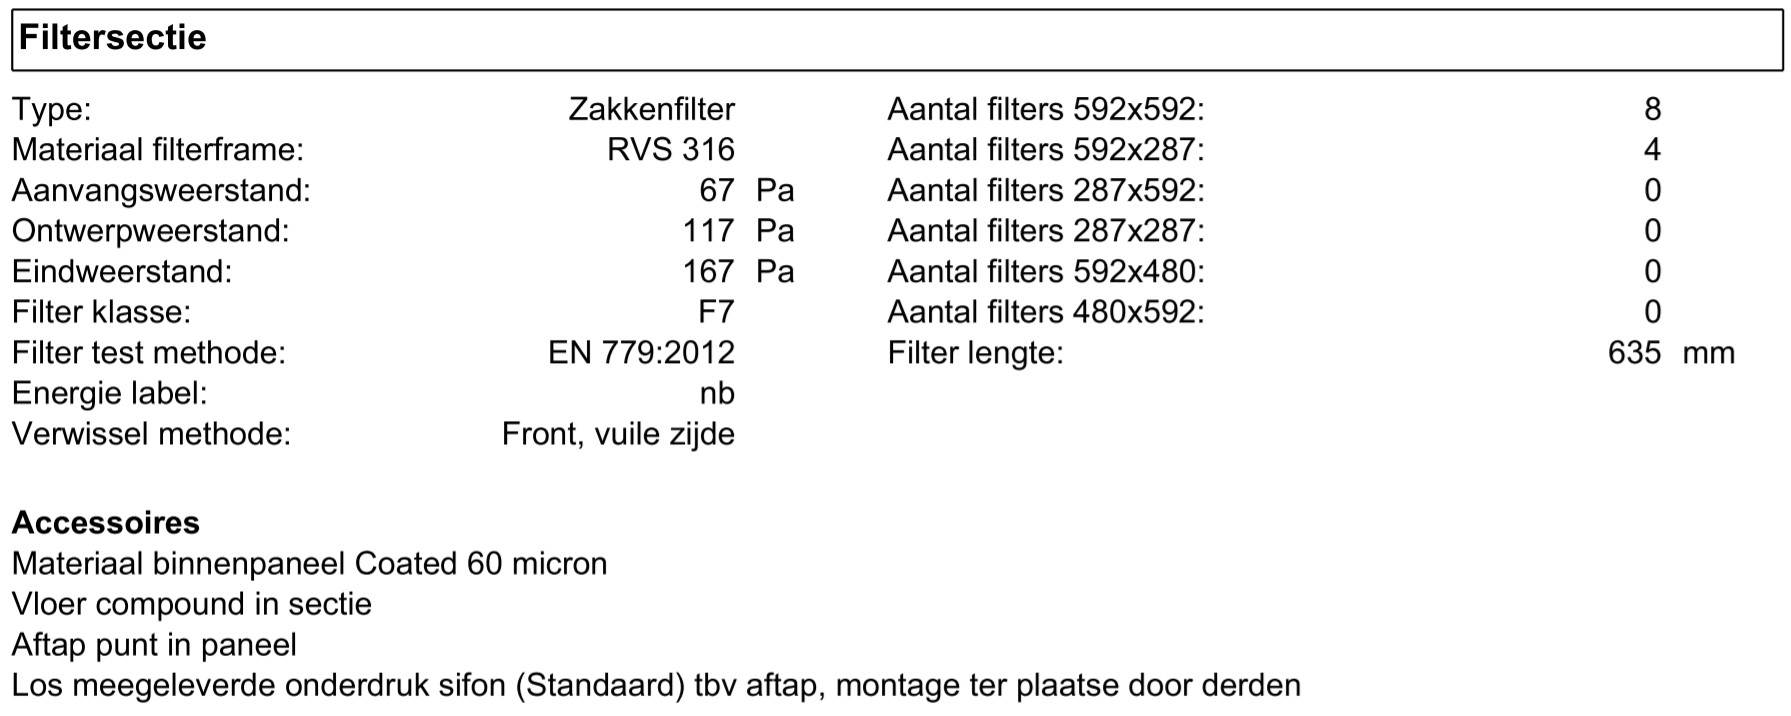 Filtersectie
Type: Zakkenfilter Aantal filters 592x592: 8
Materiaal filterframe: RVS 316 Aantal filters 592x287: 4
Aanvangsweerstand: 67 Pa Aantal filters 287x592: 0
Ontwerpweerstand: 117 Pa Aantal filters 287x287: 0
Eindweerstand: 167 Pa Aantal filters 592x480: 0
Filter klasse: F7 Aantal filters 480x592: 0
Filter test methode: EN 779:2012 Filter lengte: 635 mm
Energie label: nb
Verwissel methode: Front, vuile zijde
Accessoires
Materiaal binnenpaneel Coated 60 micron
Vloer compound in sectie
Aftap punt in paneel
Los meegeleverde onderdruk sifon (Standaard) tbv aftap, montage ter plaatse door derden